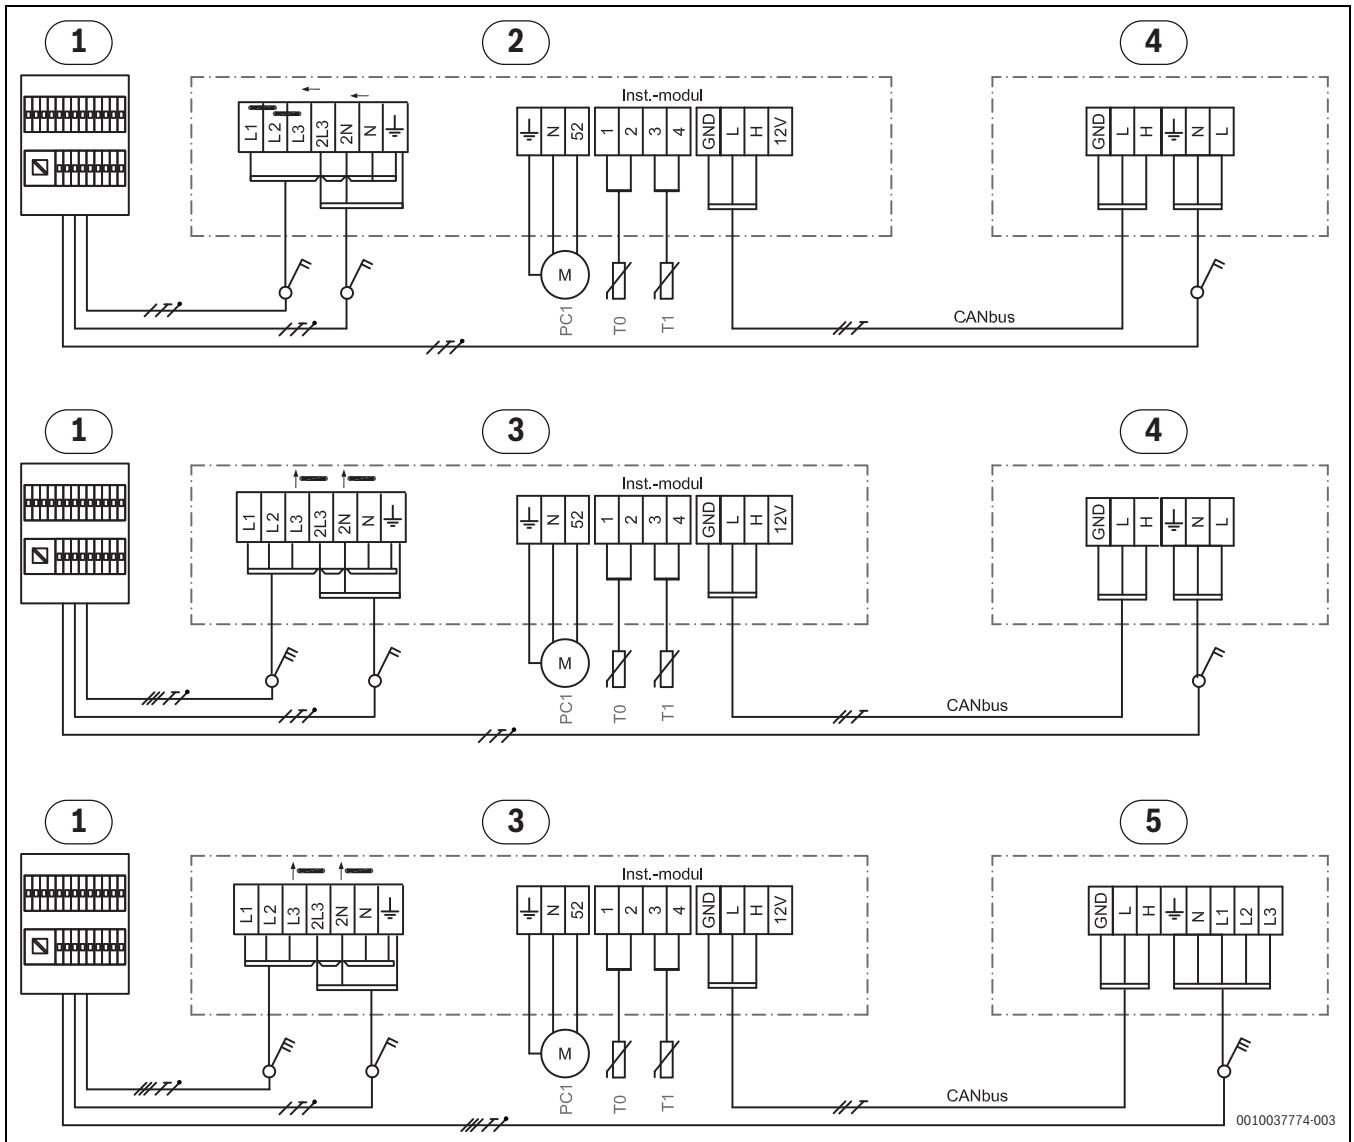 1
2
4
Inst.-modul
L1 L2 L3 2L3 2N N
N 52
1 2 3 4
GND L H 12V
GND L H N L
M
PC1
T0
T1
CANbus
1
3
4
Inst.-modul
L1 L2 L3 2L3 2N N
N 52
1 2 3 4
GND L H 12V
GND L H N L
M
PC1
T0
T1
CANbus
1
3
5
Inst.-modul
L1 L2 L3 2L3 2N N
N 52
1 2 3 4
GND L H 12V
GND L H N L1 L2 L3
M
PC1
T0
T1
CANbus
0010037774-003